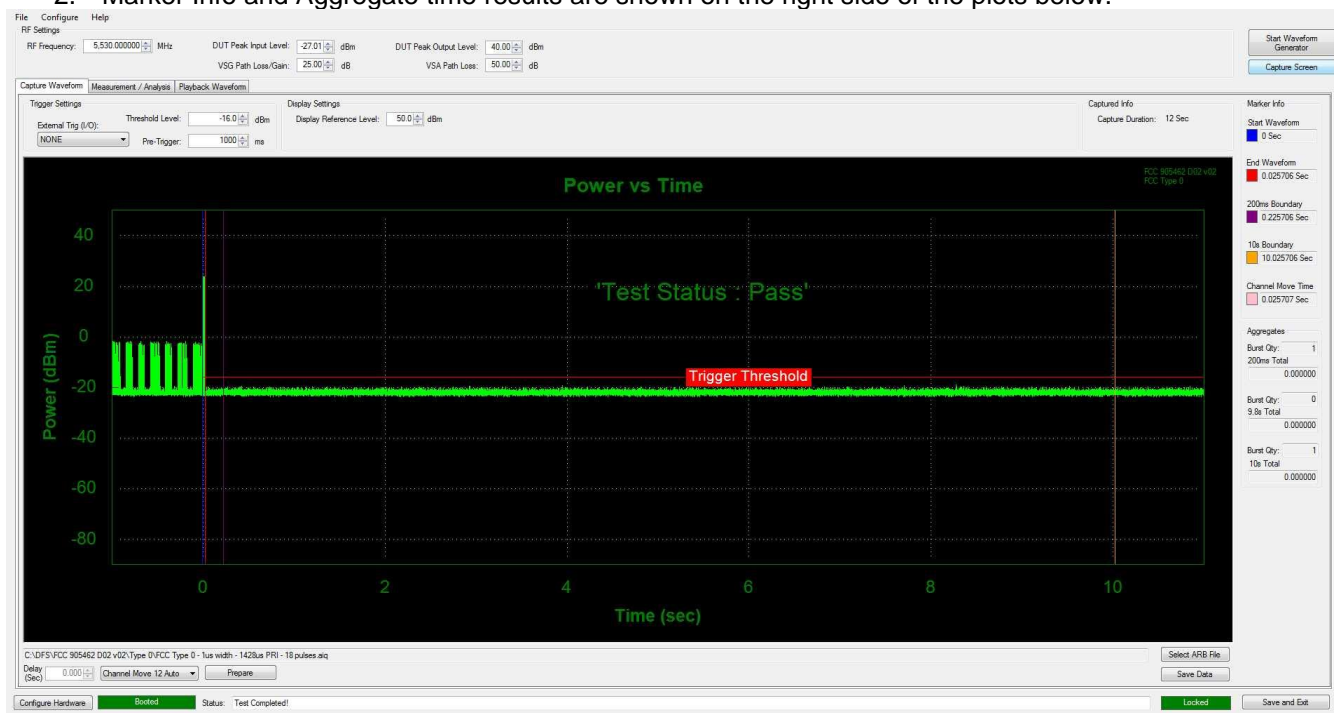 2. Marker Info and Aggregate time results are shown on the right side of the plots below.
File Configure Help
RF Settings
RF Frequency: 5,530.000000 MHz
DUT Peak Input Level: -27.01 dBm
DUT Peak Output Level: 40.00 dBm
VSG Path Loss/Gain: 25.00 dB
VSA Path Loss: 50.00 dB
Start Waveform Generator
Capture Screen
Capture Waveform Measurement / Analysis Playback Waveform
Trigger Settings
External Trig (I/O):
NONE
Threshold Level: -16.0 dBm
Pre-Trigger: 1000 ms
Display Settings
Display Reference Level: 50.0 dBm
Captured Info
Capture Duration: 12 Sec
Power vs Time
FCC 905462 D02 v02
FCC Type 0
'Test Status : Pass'
Trigger Threshold
Power (dBm)
40
20
0
-20
-40
-60
-80
0 2 4 6 8 10
Time (sec)
Marker Info
Start Waveform
0 Sec
End Waveform
0.025706 Sec
200ms Boundary
0.225706 Sec
10s Boundary
10.025706 Sec
Channel Move Time
0.025707 Sec
Aggregates
Burst Qty: 1
200ms Total
0.000000
Burst Qty: 0
9.8s Total
0.000000
Burst Qty: 1
10s Total
0.000000
C:\DFS\FCC 905462 D02 v02\Type 0\FCC Type 0 - 1us width - 1428us PRI - 18 pulses.aiq
Select ARB File
Delay (Sec) 0.000 Channel Move 12 Auto Prepare
Save Data
Configure Hardware Booted Status: Test Completed! Locked Save and Exit